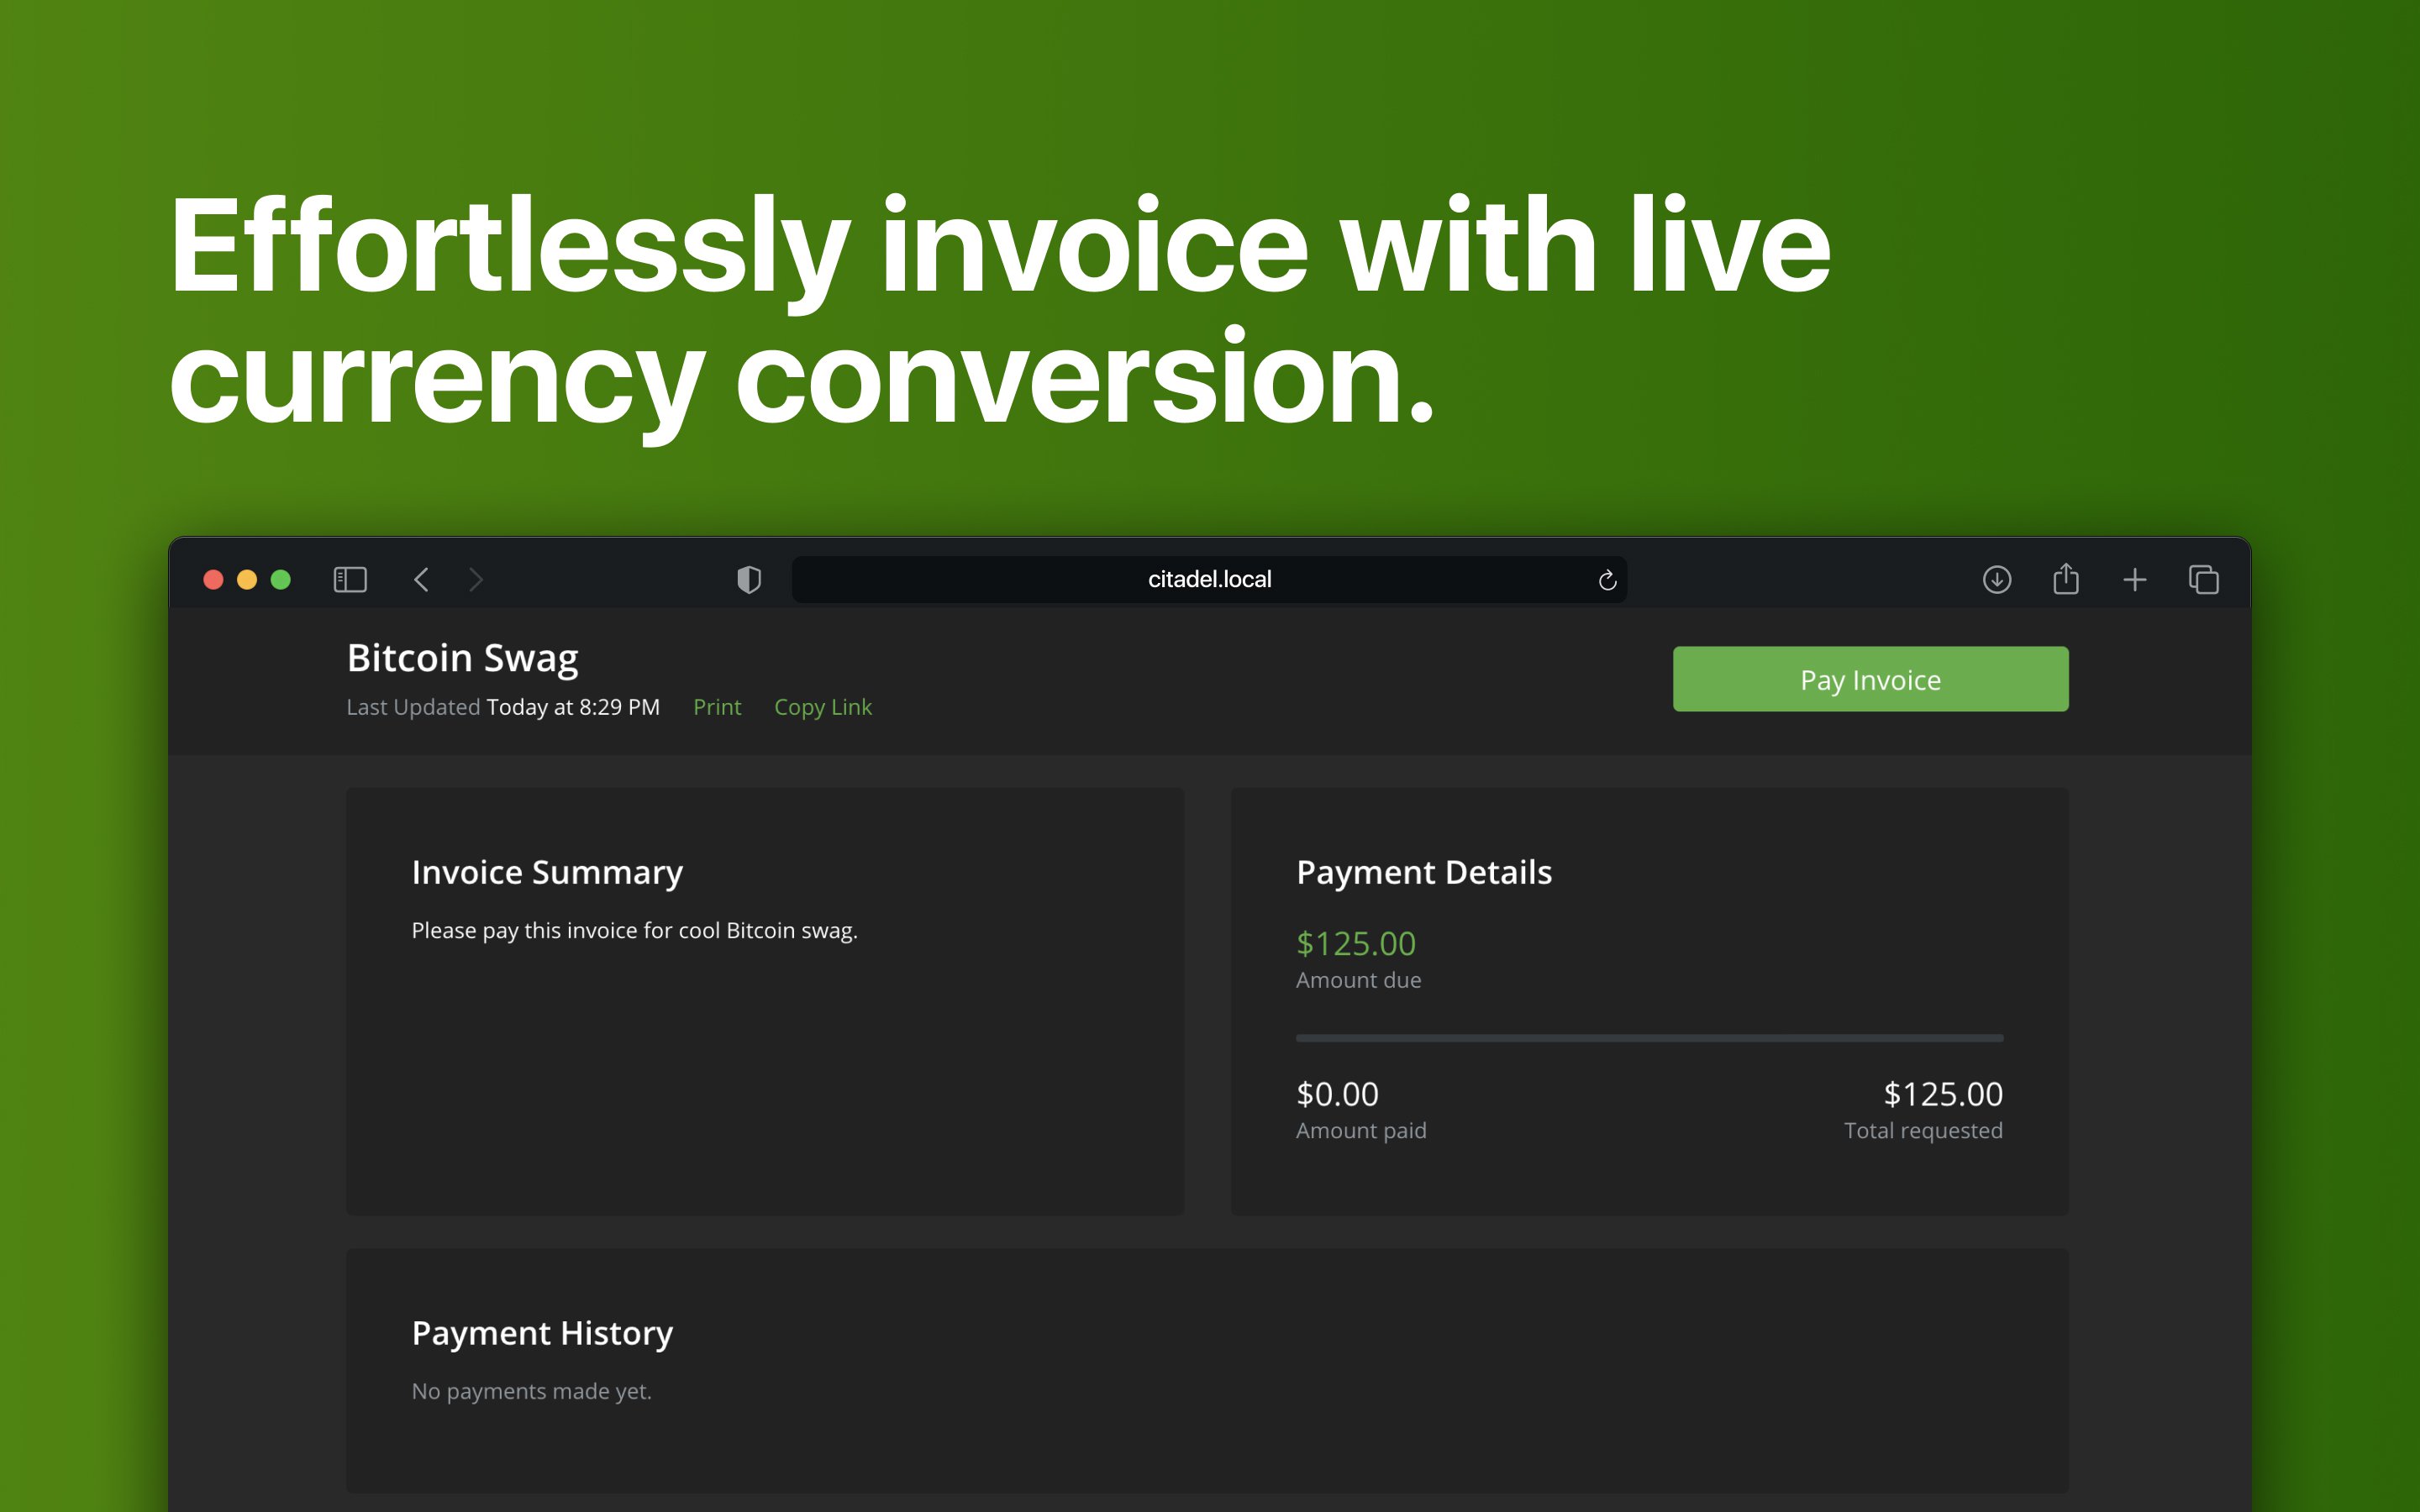 Effortlessly invoice with live
currency conversion.
citadel.local
Bitcoin Swag
Last Updated Today at 8:29 PM Print Copy Link
Pay Invoice
Invoice Summary
Please pay this invoice for cool Bitcoin swag.
Payment Details
$125.00
Amount due
$0.00
Amount paid
$125.00
Total requested
Payment History
No payments made yet.